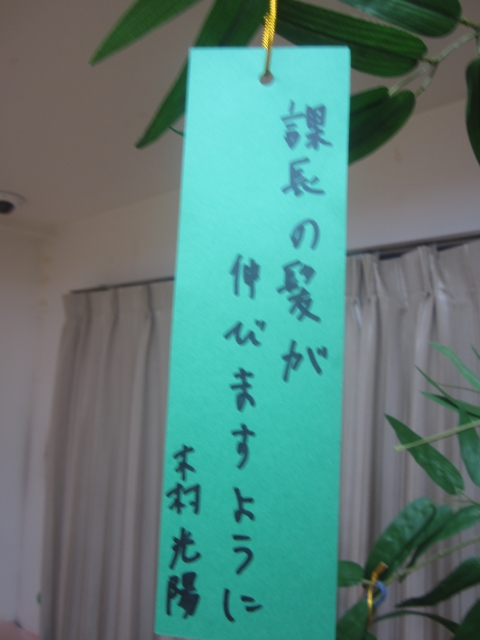 課長の髪が
伸びますように
木村光陽